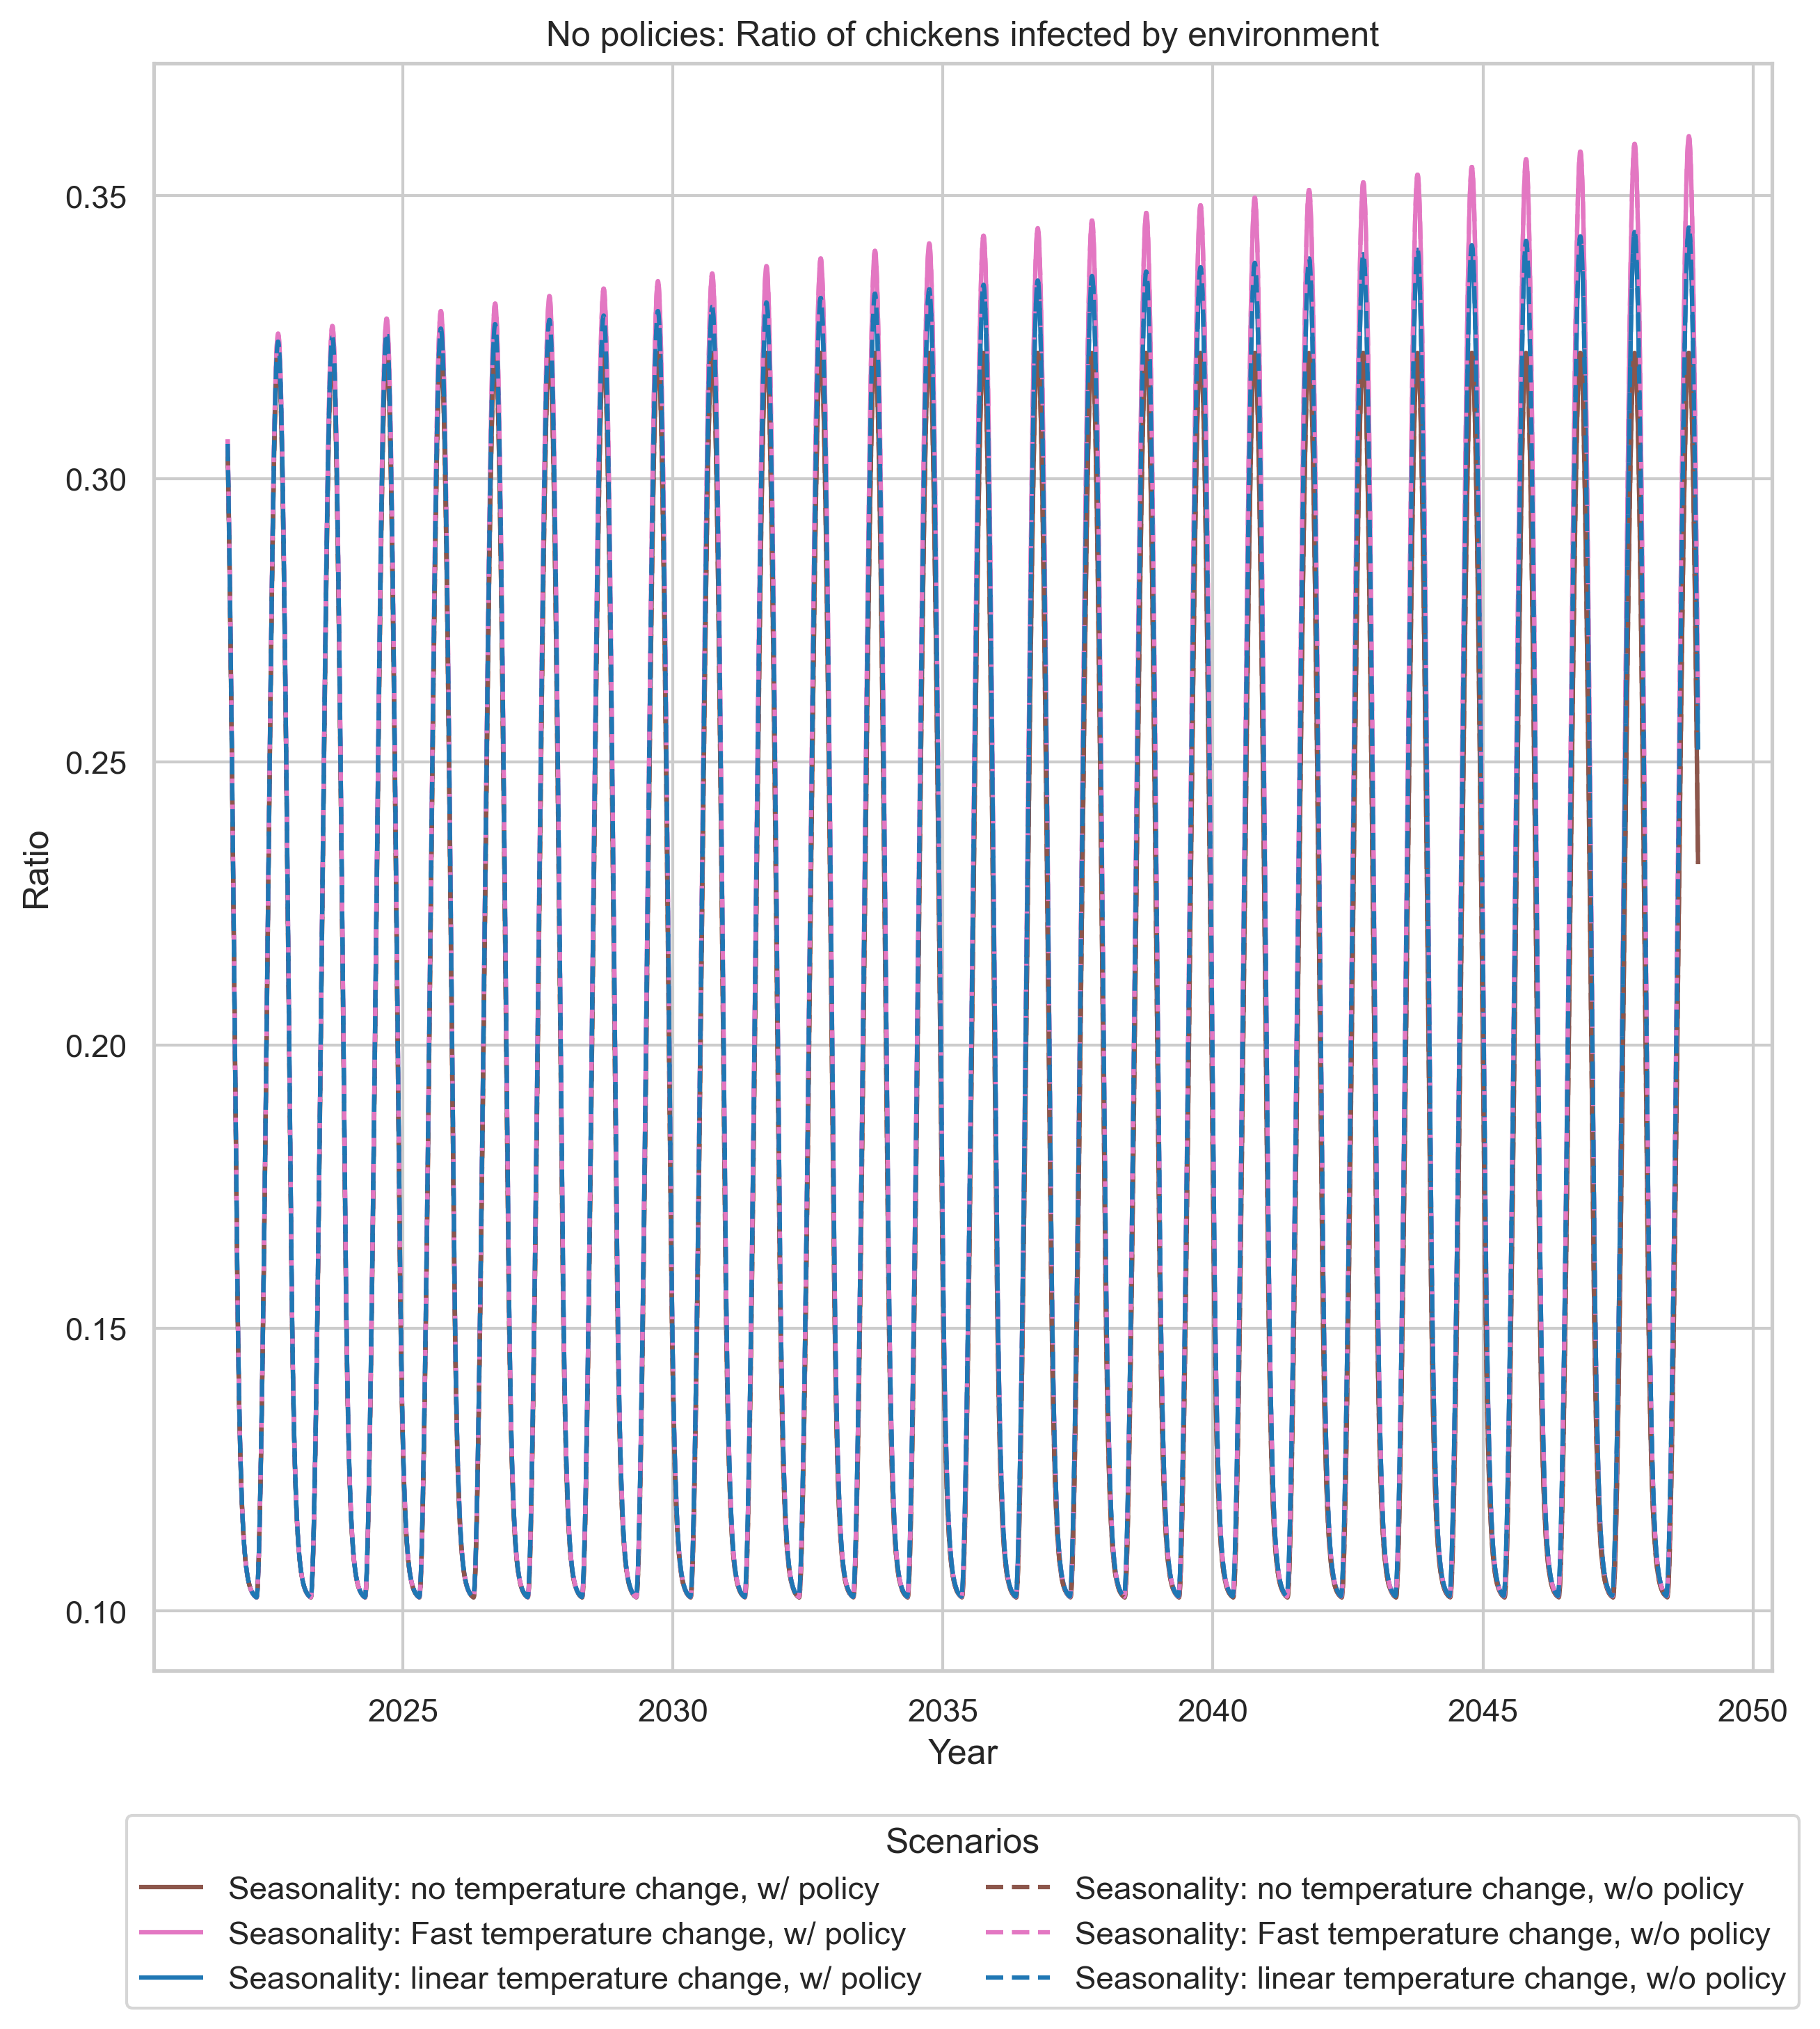 No policies: Ratio of chickens infected by environment
0.35
0.30
0.25
0.20
0.15
0.10
Ratio
2025 2030 2035 2040 2045 2050
Year
Scenarios
Seasonality: no temperature change, w/ policy
Seasonality: Fast temperature change, w/ policy
Seasonality: linear temperature change, w/ policy
Seasonality: no temperature change, w/o policy
Seasonality: Fast temperature change, w/o policy
Seasonality: linear temperature change, w/o policy